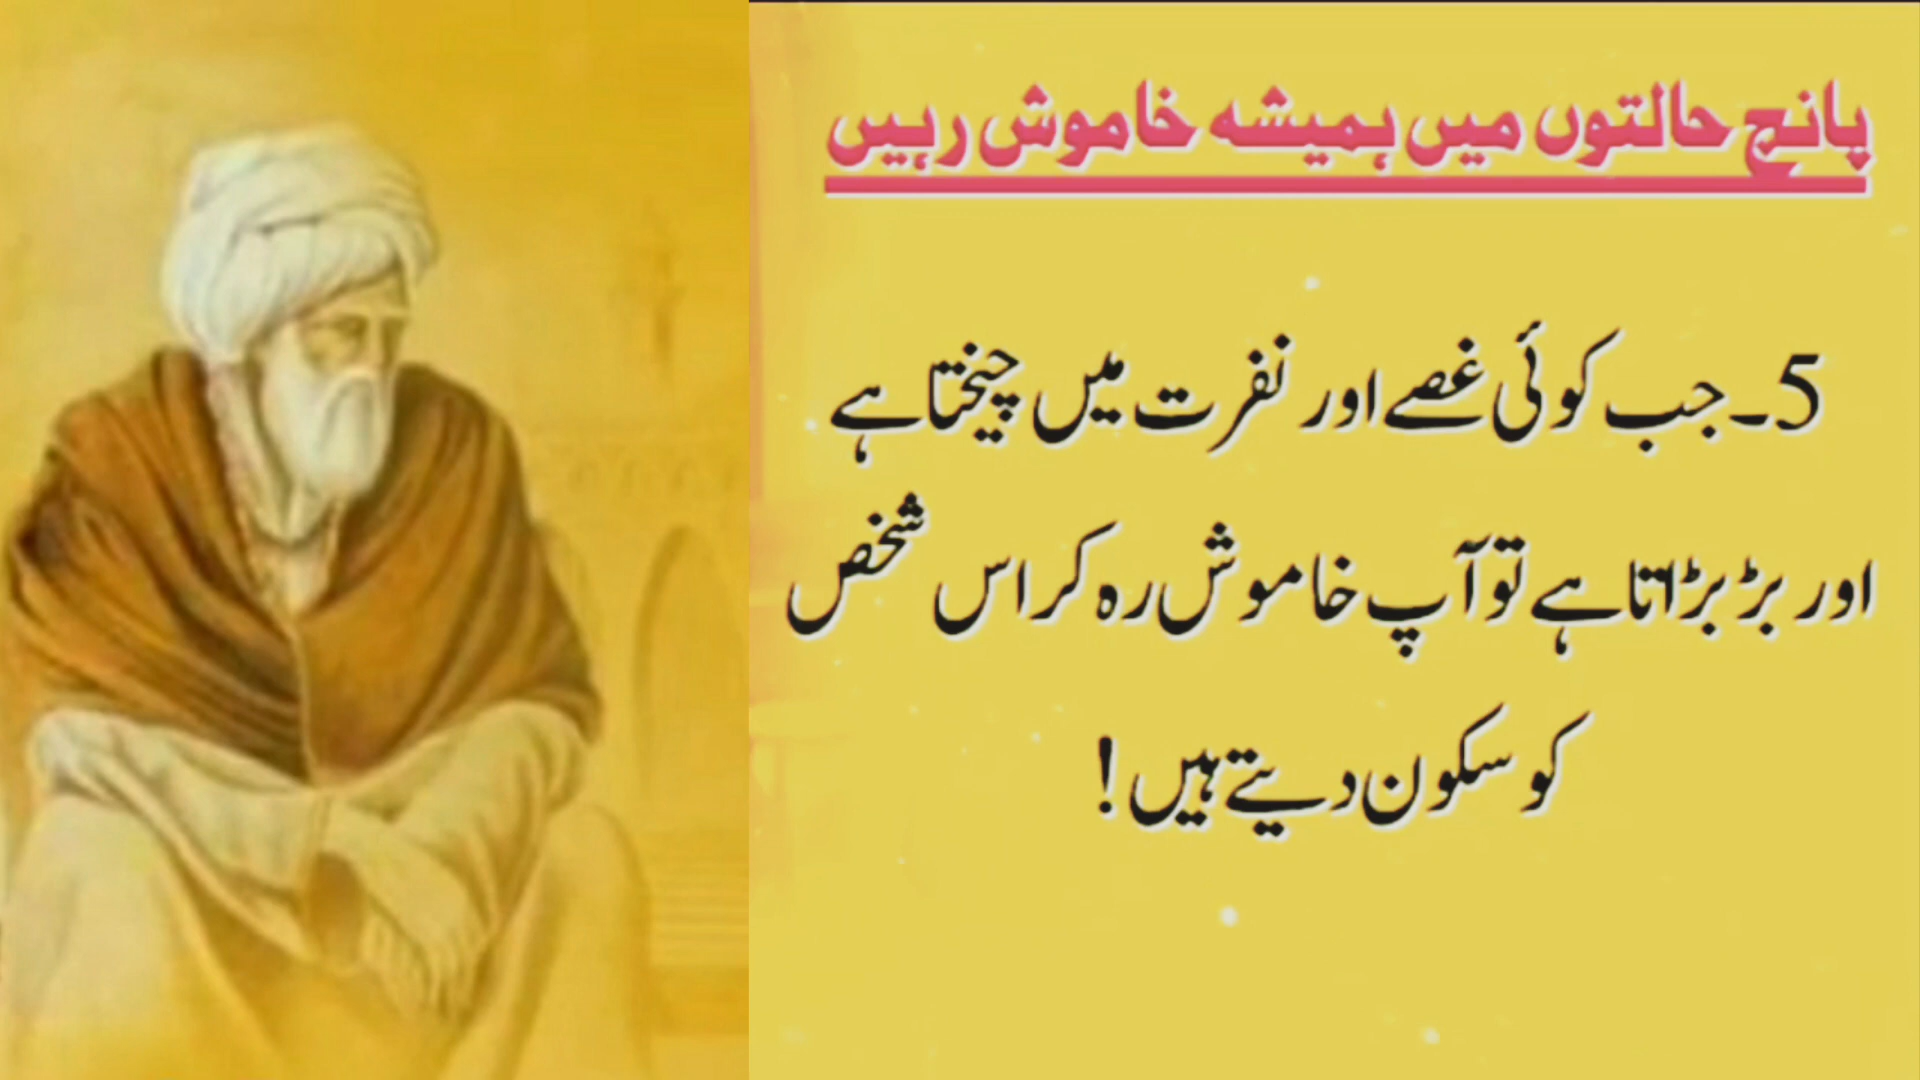 پانچ حالتوں میں ہمیشہ خاموش رہیں
5۔ جب کوئی غصے اور نفرت میں چیختا ہے
اور بڑبڑاتا ہے تو آپ خاموش رہ کر اس شخص
کو سکون دیتے ہیں!